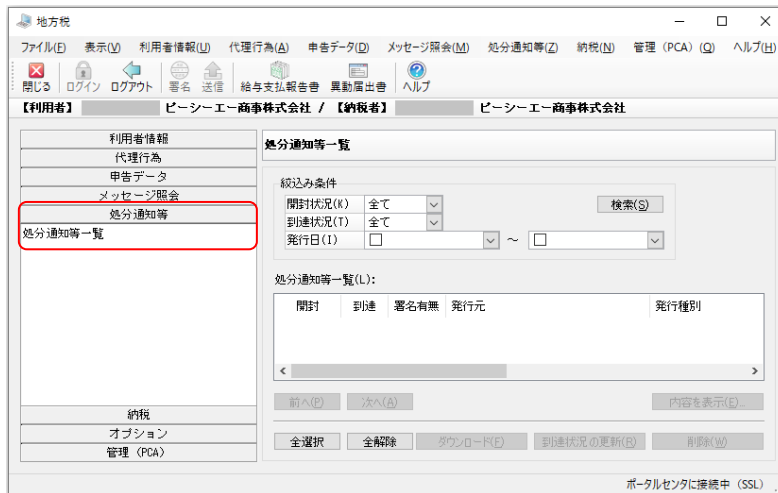 地方税
ファイル(F) 表示(V) 利用者情報(U) 代理行為(A) 申告データ(D) メッセージ照会(M) 処分通知等(Z) 納税(N) 管理（PCA）(Q) ヘルプ(H)
閉じる ログイン ログアウト 署名 送信 給与支払報告書 異動届出書 ヘルプ
【利用者】 ピーシーエー商事株式会社 / 【納税者】 ピーシーエー商事株式会社
利用者情報
代理行為
申告データ
メッセージ照会
処分通知等
処分通知等一覧
納税
オプション
管理（PCA）
処分通知等一覧
絞込み条件
開封状況(K) 全て 検索(S)
到達状況(T) 全て
発行日(I) ～
処分通知等一覧(L):
開封 到達 署名有無 発行元 発行種別
前へ(P) 次へ(A) 内容を表示(E)...
全選択 全解除 ダウンロード(F) 到達状況の更新(R) 削除(W)
ポータルセンタに接続中（SSL）